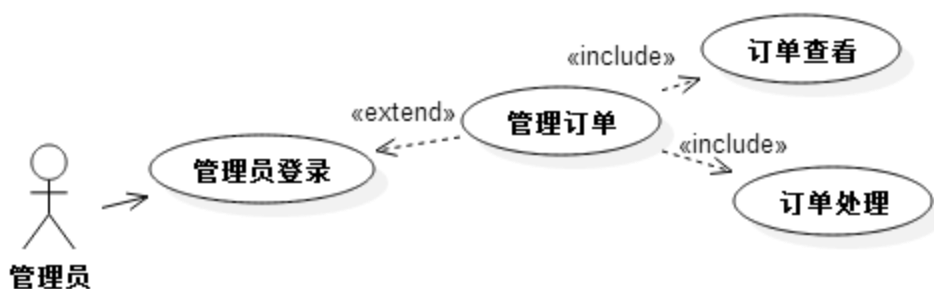 订单查看
«include»
«extend»
管理订单
«include»
管理员登录
订单处理
管理员